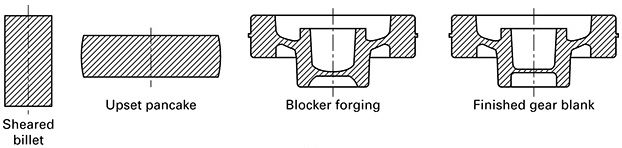 Sheared
billet
Upset pancake
Blocker forging
Finished gear blank